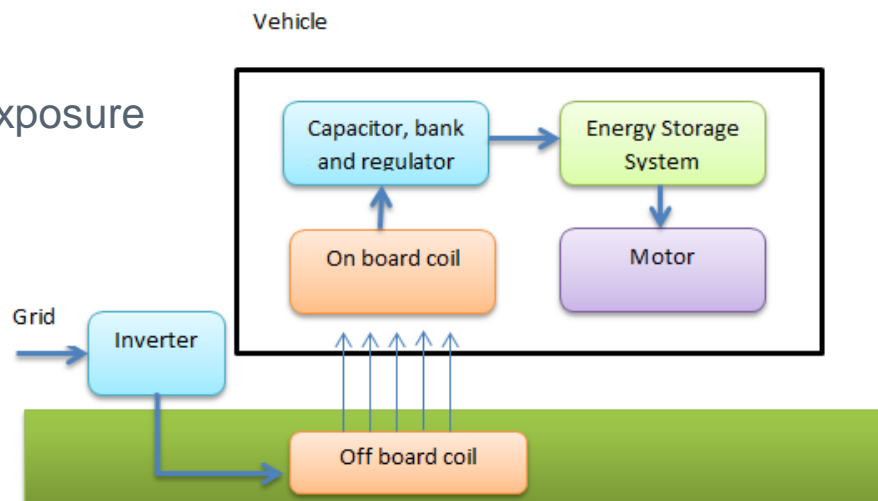 Vehicle
xposure
Capacitor, bank
and regulator
Energy Storage
System
On board coil
Motor
Grid
Inverter
Off board coil